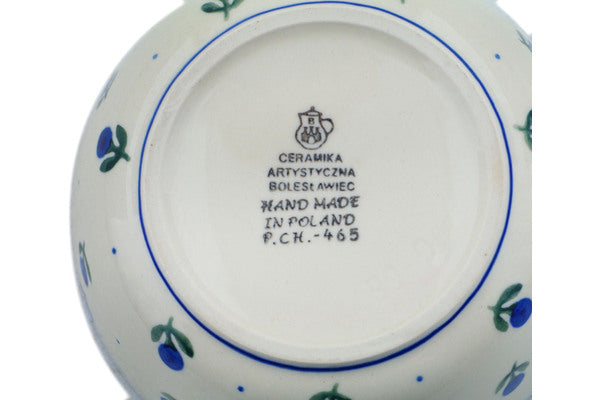 B
CERAMIKA
ARTYSTYCZNA
BOLESŁAWIEC
HAND MADE
IN POLAND
P.CH.-465